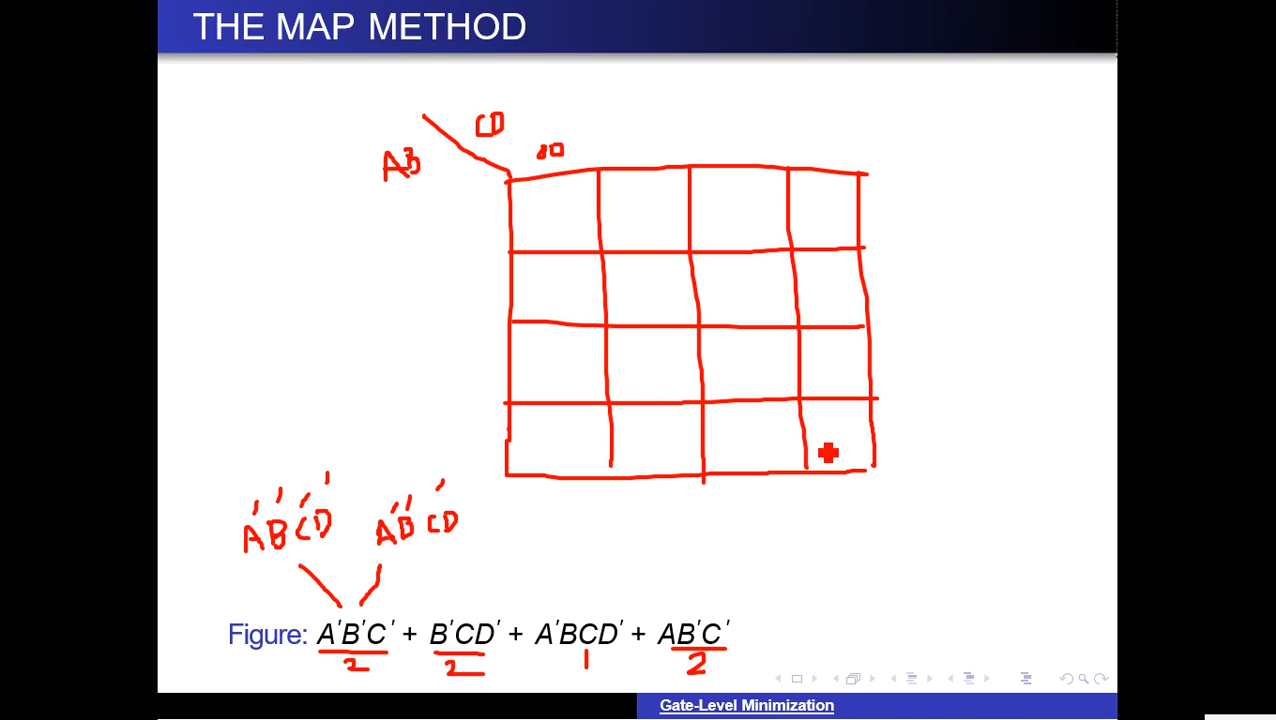 THE MAP METHOD
CD
00
AB
A'B'C'D' A'B'CD'
Figure: A′B′C′ + B′CD′ + A′BCD′ + AB′C′
2 2 1 2
Gate-Level Minimization